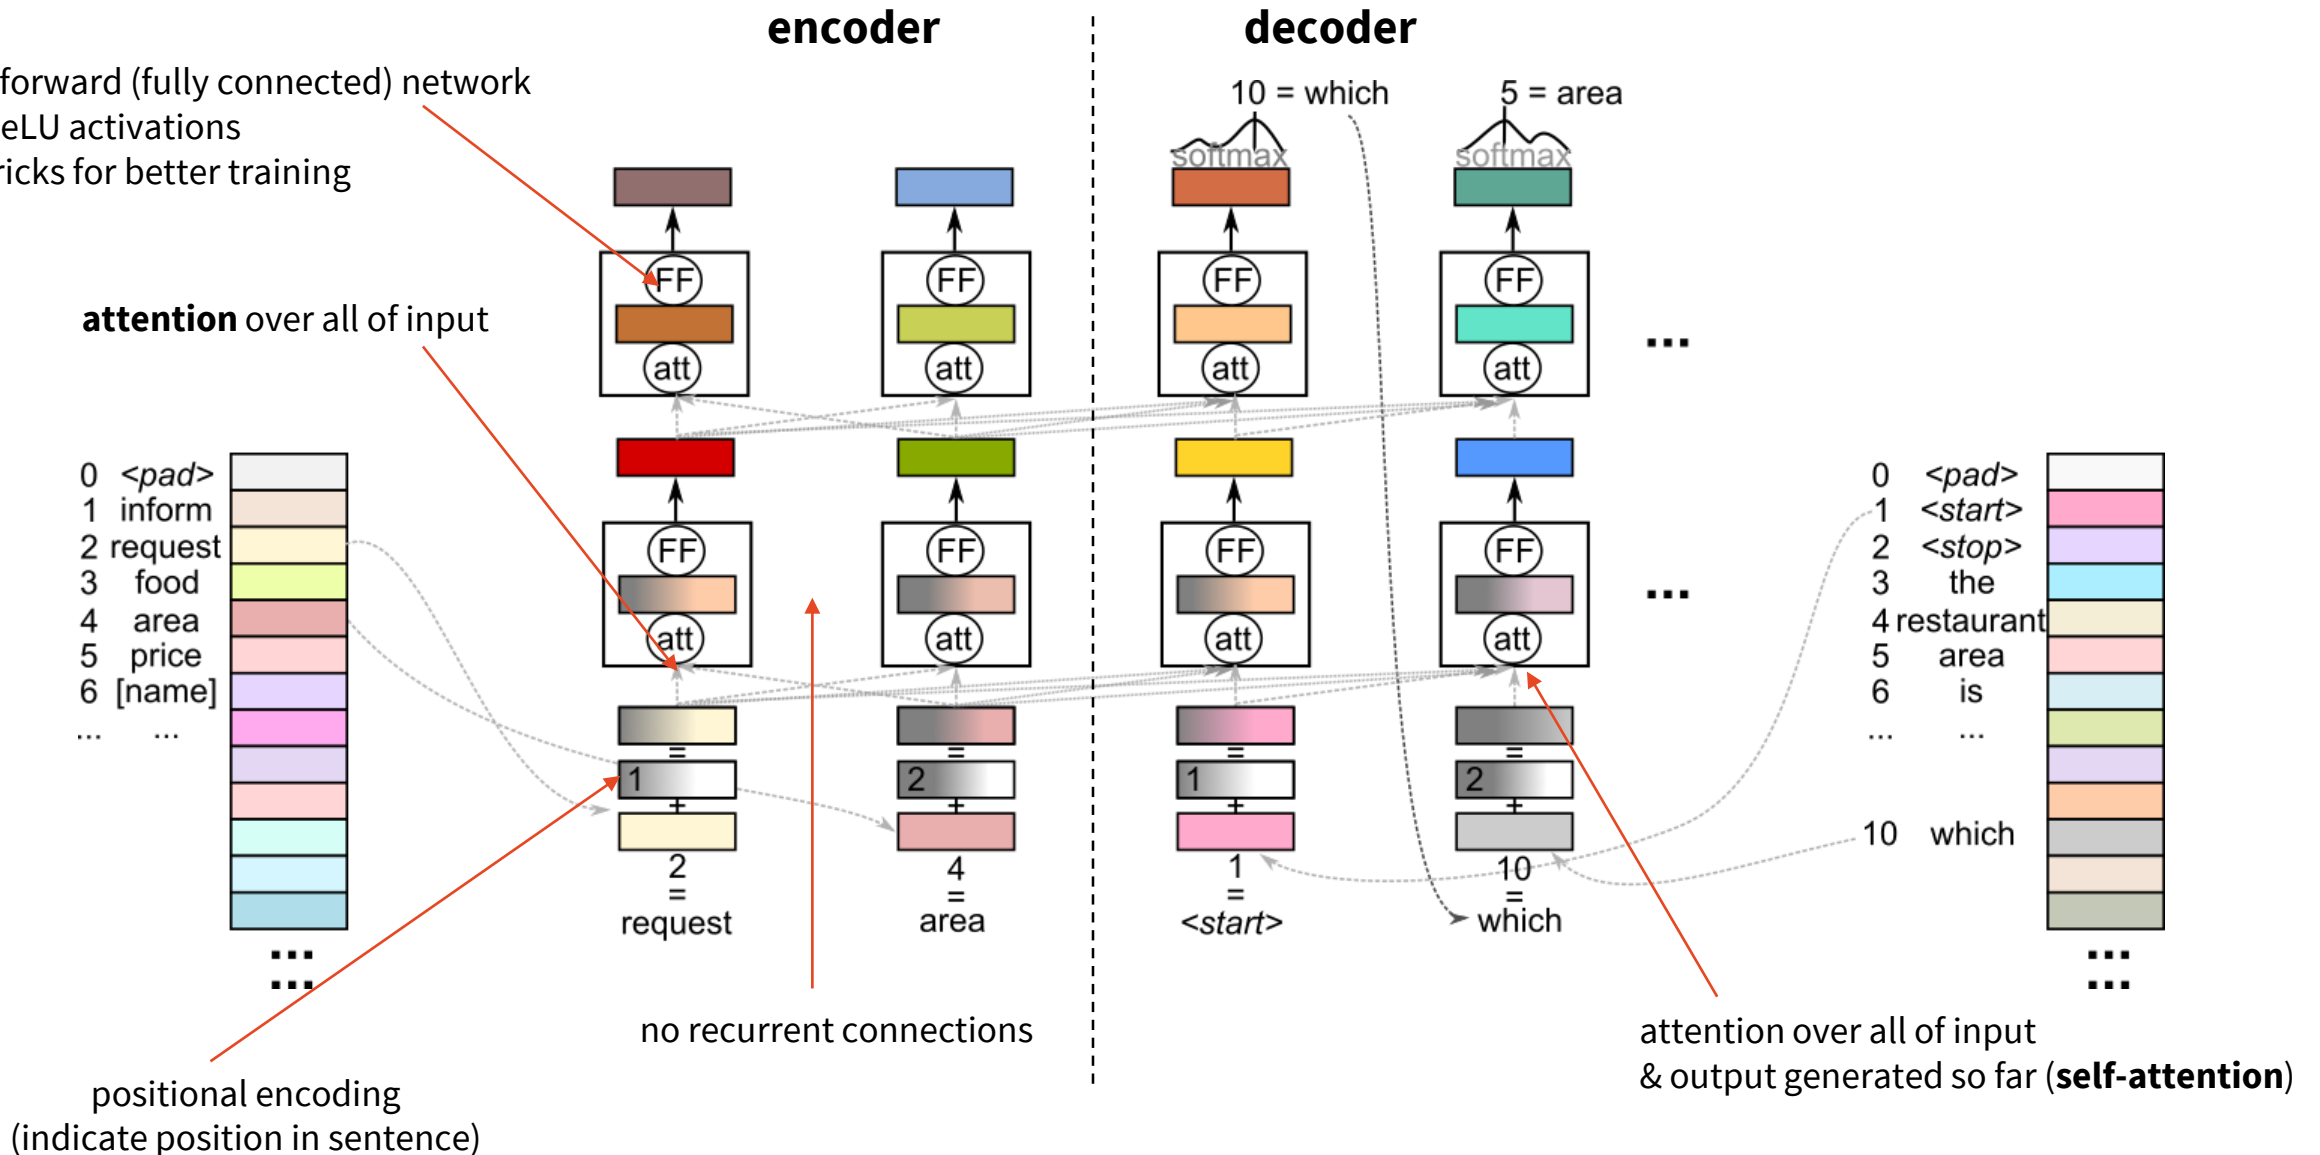 encoder
decoder
forward (fully connected) network
eLU activations
ricks for better training
10 = which
5 = area
softmax
softmax
FF
FF
FF
FF
attention over all of input
att
att
att
att
...
0 <pad>
1 inform
2 request
3 food
4 area
5 price
6 [name]
... ...
...
...
FF
FF
FF
FF
att
att
att
att
...
=
=
=
=
1
2
1
2
+
+
+
+
2
=
request
4
=
area
1
=
<start>
10
=
which
0 <pad>
1 <start>
2 <stop>
3 the
4 restaurant
5 area
6 is
... ...
10 which
...
...
no recurrent connections
attention over all of input
& output generated so far (self-attention)
positional encoding
(indicate position in sentence)